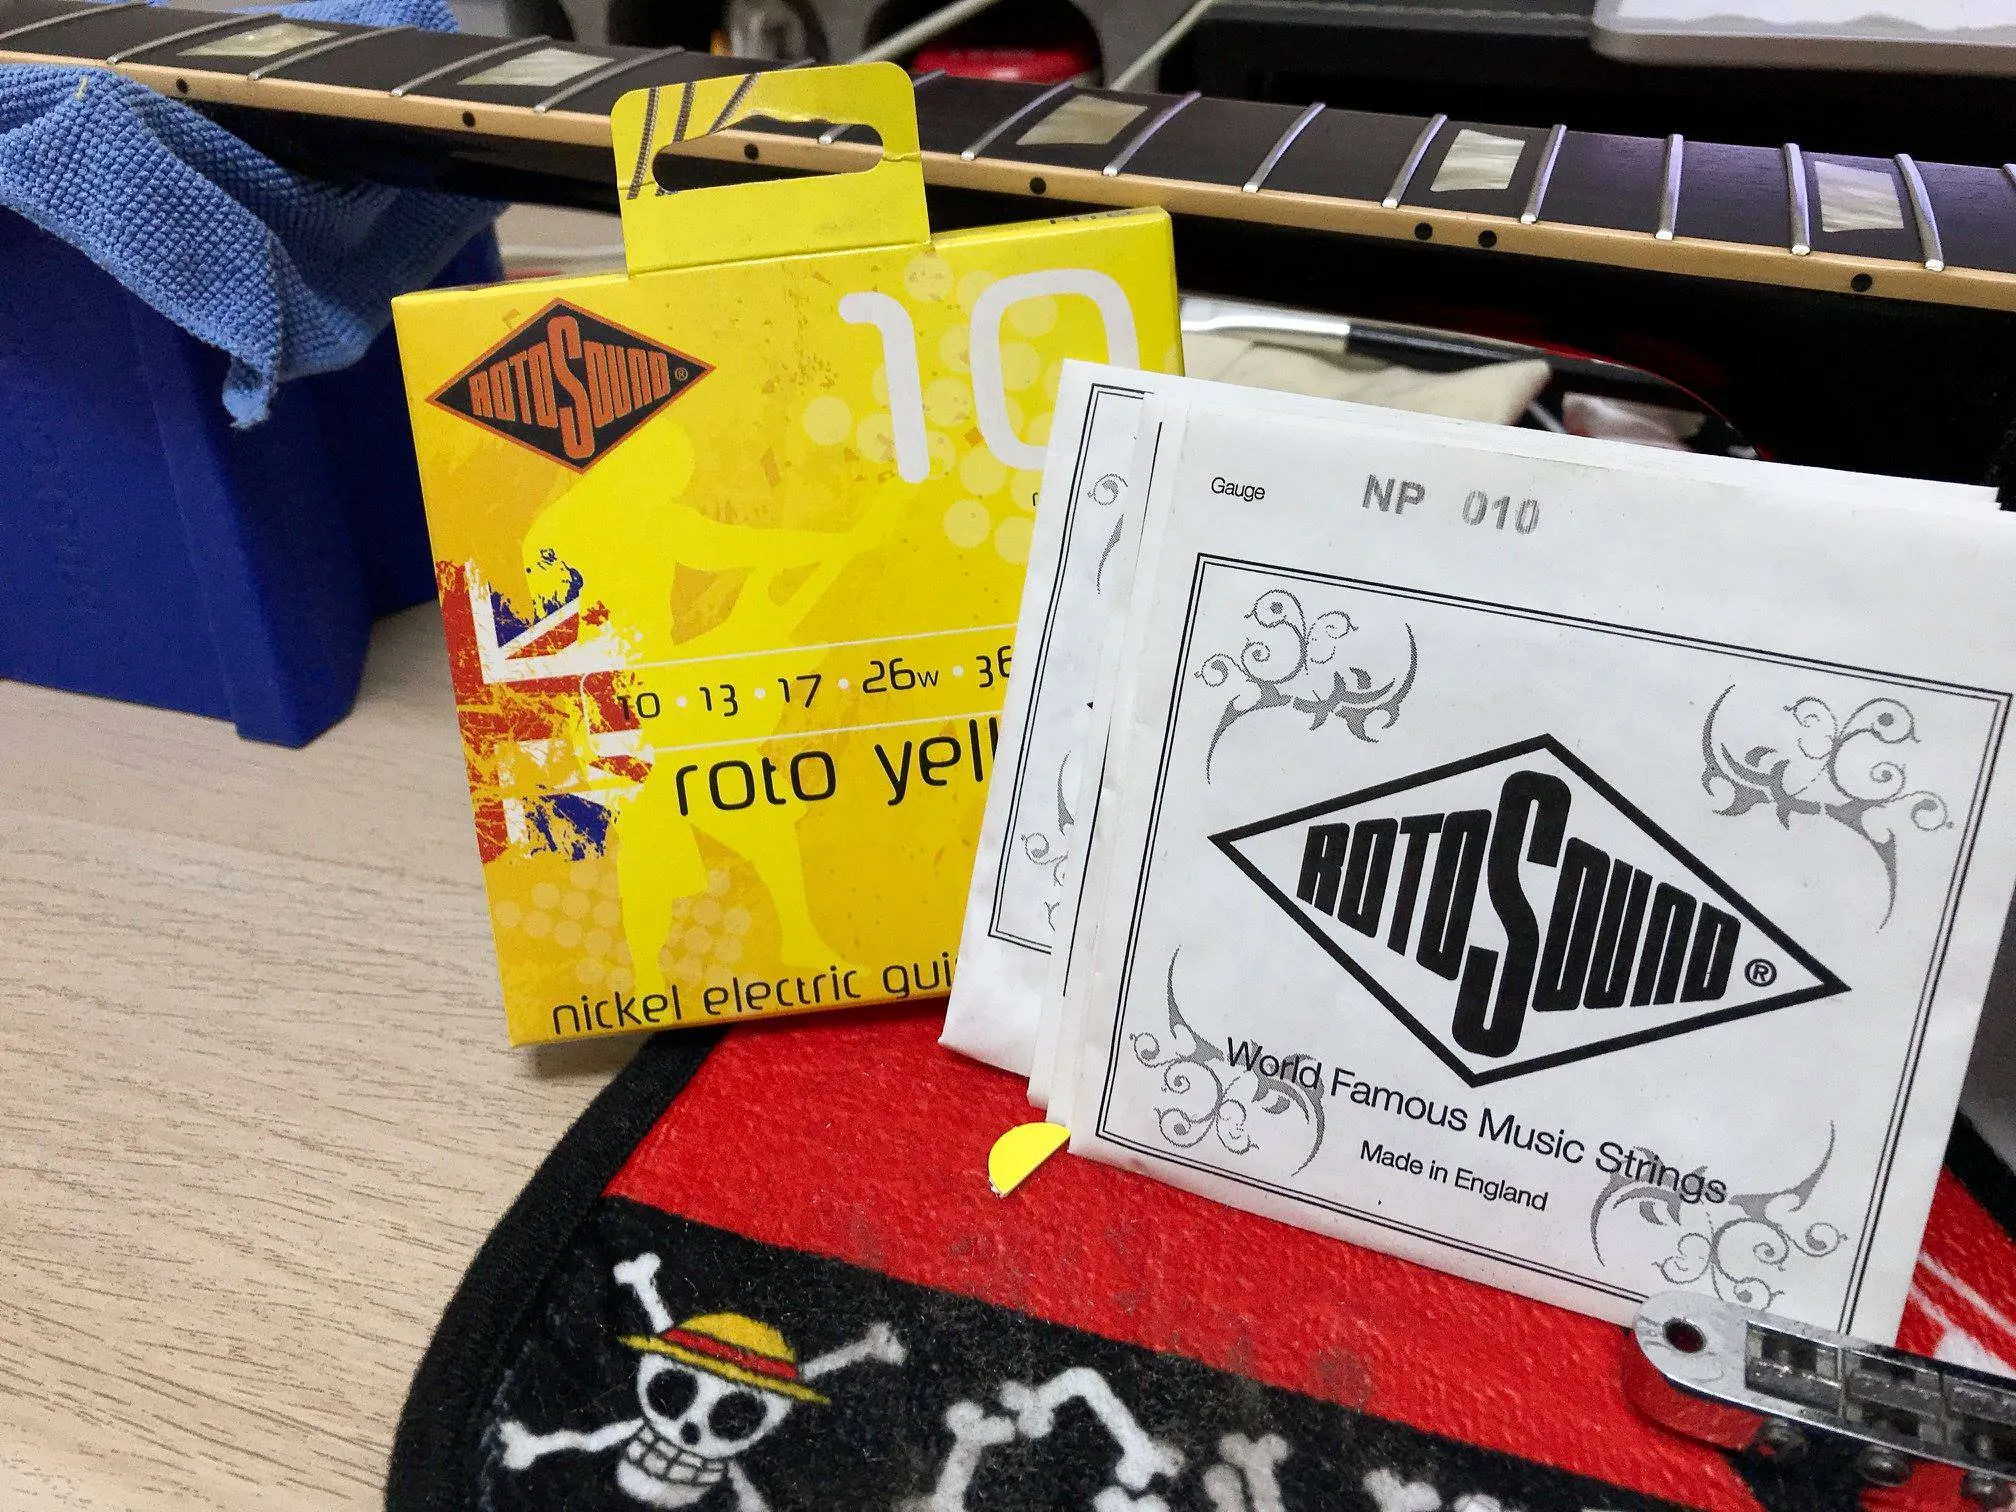 10
ROTOSOUND®
10 · 13 · 17 · 26w · 36
roto yell
nickel electric gui
Gauge NP 010
ROTOSOUND®
World Famous Music Strings
Made in England